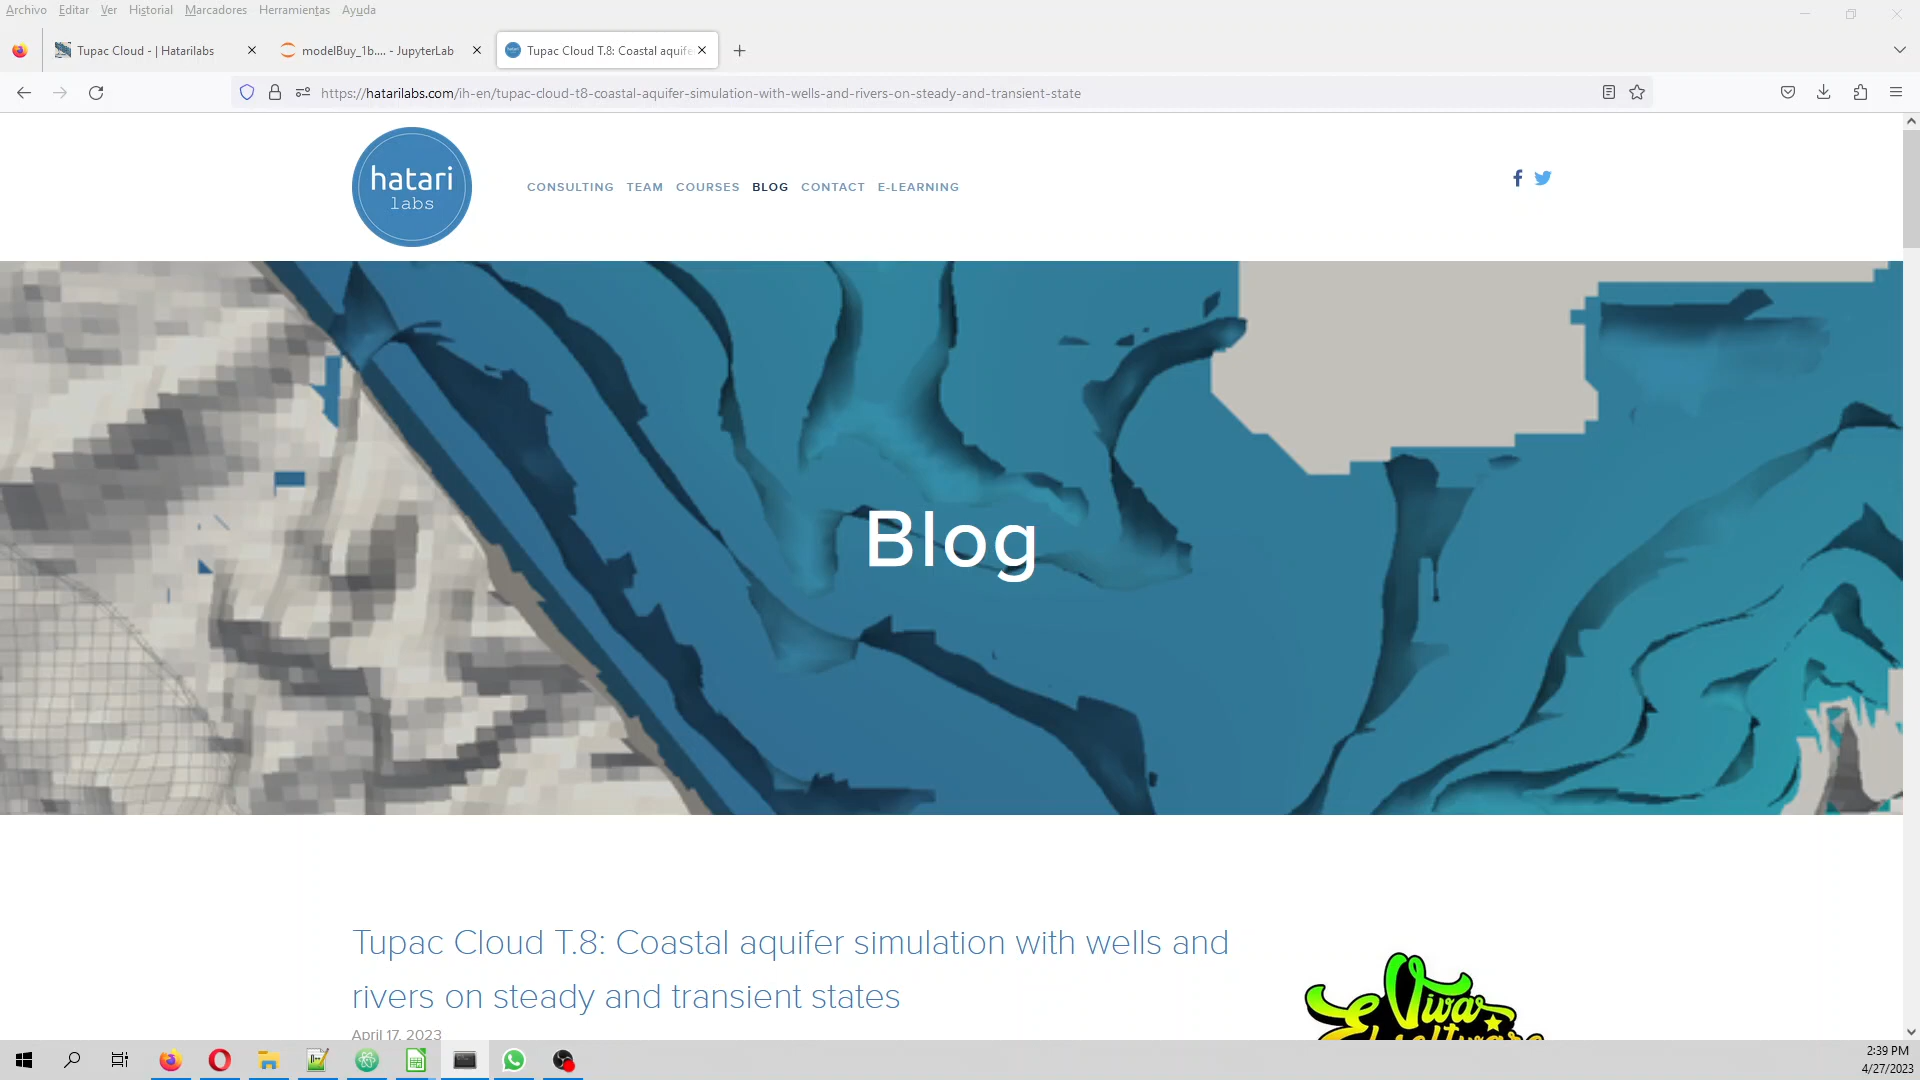 Archivo Editar Ver Historial Marcadores Herramientas Ayuda
Tupac Cloud - | Hatarilabs
modelBuy_1b.... - JupyterLab
Tupac Cloud T.8: Coastal aquife
https://hatarilabs.com/ih-en/tupac-cloud-t8-coastal-aquifer-simulation-with-wells-and-rivers-on-steady-and-transient-state
hatari
labs
CONSULTING TEAM COURSES BLOG CONTACT E-LEARNING
Blog
Tupac Cloud T.8: Coastal aquifer simulation with wells and
rivers on steady and transient states
April 17, 2023
Viva
El software
2:39 PM
4/27/2023